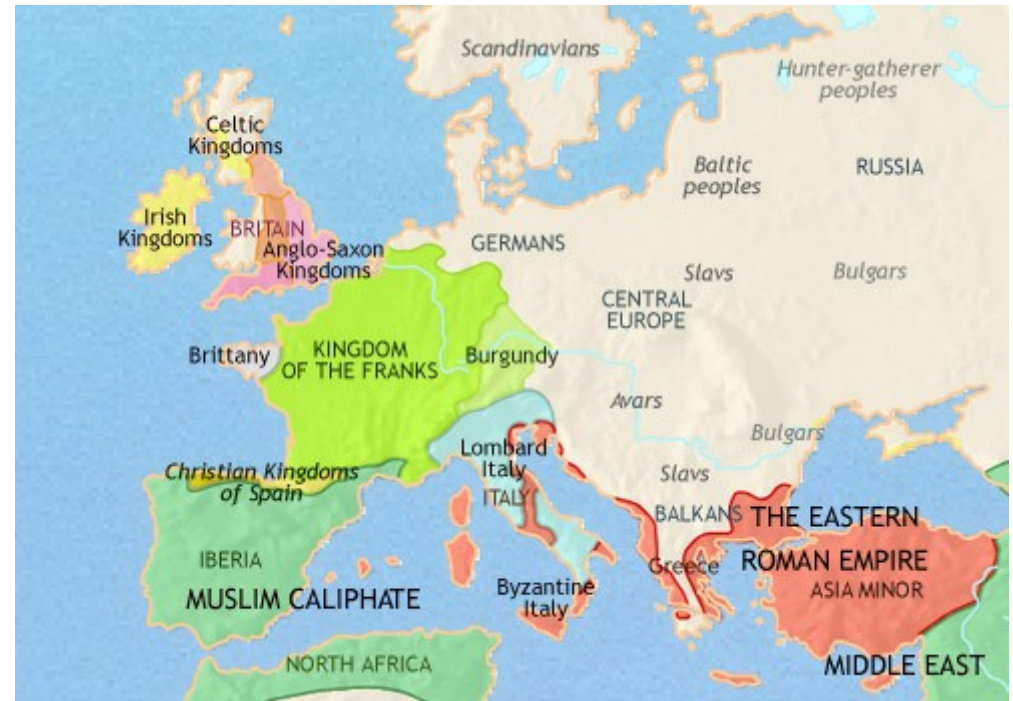 Scandinavians
Hunter-gatherer
peoples
Celtic
Kingdoms
Baltic
peoples
RUSSIA
Irish
Kingdoms
BRITAIN
Anglo-Saxon
Kingdoms
GERMANS
Slavs
Bulgars
CENTRAL
EUROPE
Brittany
KINGDOM
OF THE FRANKS
Burgundy
Avars
Bulgars
Lombard
Italy
ITALY
Christian Kingdoms
of Spain
Slavs
BALKANS
THE EASTERN
ROMAN EMPIRE
Greece
ASIA MINOR
IBERIA
MUSLIM CALIPHATE
Byzantine
Italy
NORTH AFRICA
MIDDLE EAST